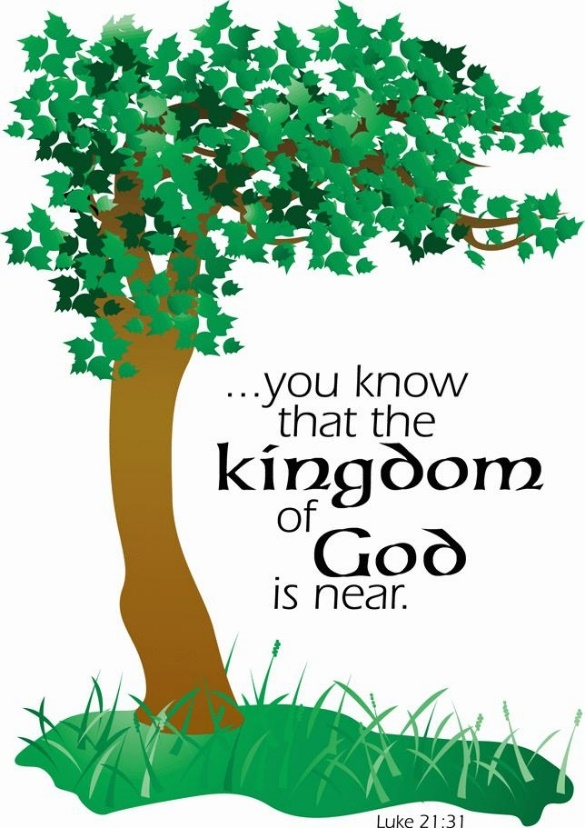 ...you know
that the
kingdom
of
God
is near.
Luke 21:31